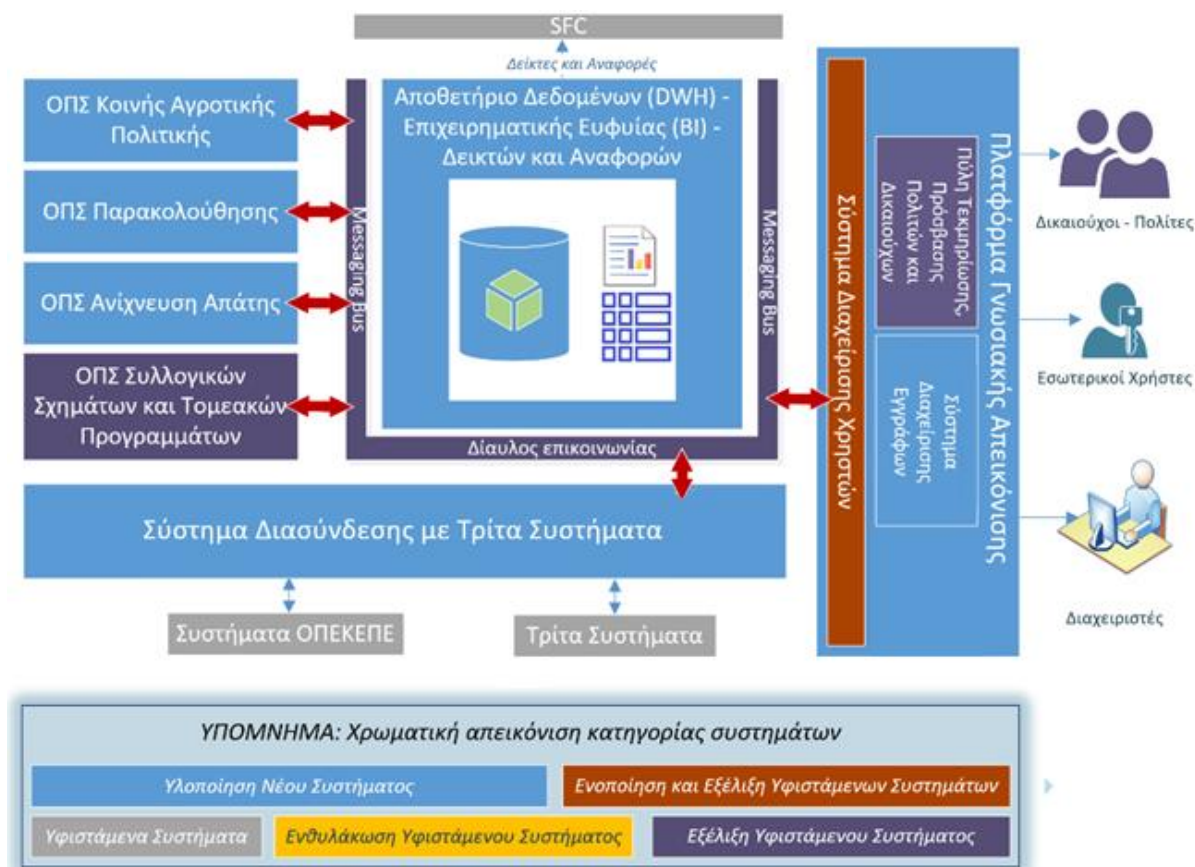 SFC
Δείκτες και Αναφορές
ΟΠΣ Κοινής Αγροτικής
Πολιτικής
ΟΠΣ Παρακολούθησης
ΟΠΣ Ανίχνευση Απάτης
ΟΠΣ Συλλογικών
Σχημάτων και Τομεακών
Προγραμμάτων
Messaging Bus
Αποθετήριο Δεδομένων (DWH) -
Επιχειρηματικής Ευφυίας (BI) -
Δεικτών και Αναφορών
Messaging Bus
Δίαυλος επικοινωνίας
Σύστημα Διασύνδεσης με Τρίτα Συστήματα
Συστήματα ΟΠΕΚΕΠΕ
Τρίτα Συστήματα
Σύστημα Διαχείρισης Χρηστών
Πύλη Τεκμηρίωσης,
Πρόσβασης
Πολιτών και
Δικαιούχων
Σύστημα
Διαχείρισης
Εγγράφων
Πλατφόρμα Γνωσιακής Απεικόνισης
Δικαιούχοι - Πολίτες
Εσωτερικοί Χρήστες
Διαχειριστές
ΥΠΟΜΝΗΜΑ: Χρωματική απεικόνιση κατηγορίας συστημάτων
Υλοποίηση Νέου Συστήματος
Ενοποίηση και Εξέλιξη Υφιστάμενων Συστημάτων
Υφιστάμενα Συστήματα
Ενθυλάκωση Υφιστάμενου Συστήματος
Εξέλιξη Υφιστάμενου Συστήματος